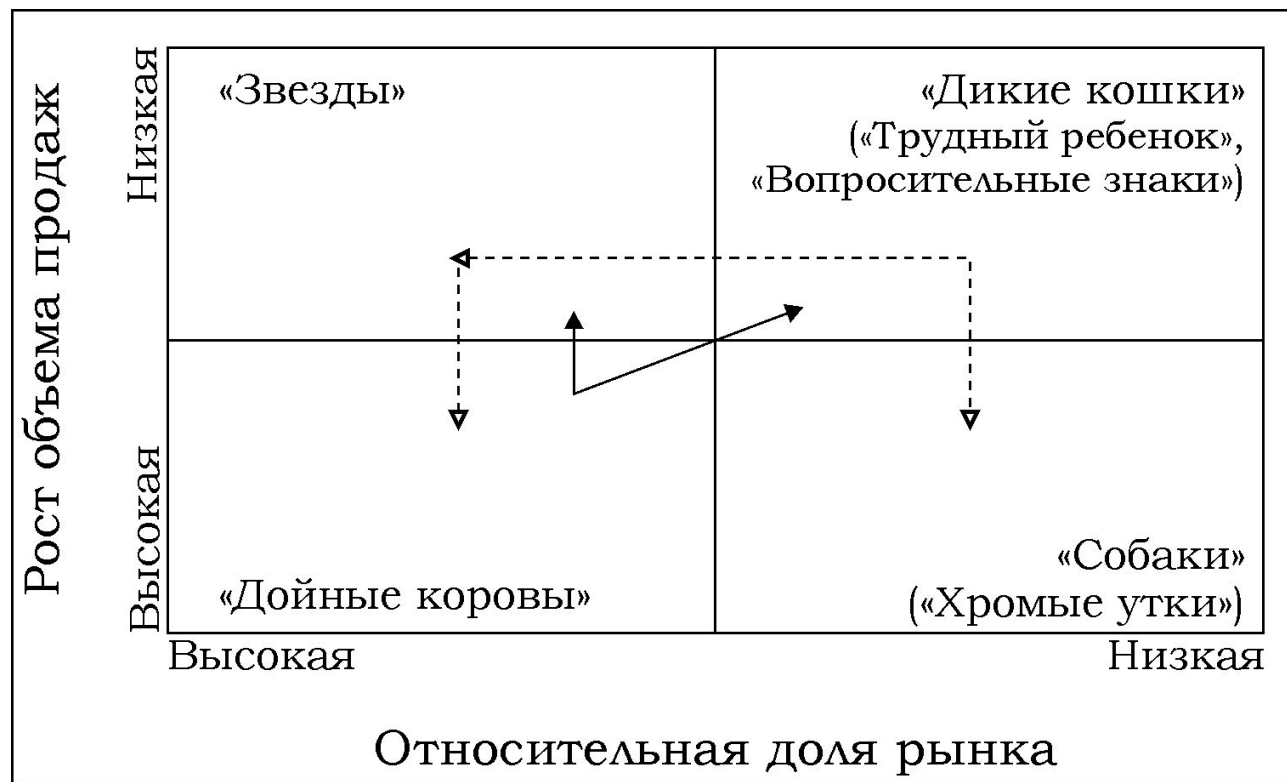 Рост объема продаж
Низкая
Высокая
«Звезды»
«Дикие кошки»
(«Трудный ребенок»,
«Вопросительные знаки»)
«Дойные коровы»
«Собаки»
(«Хромые утки»)
Высокая
Низкая
Относительная доля рынка